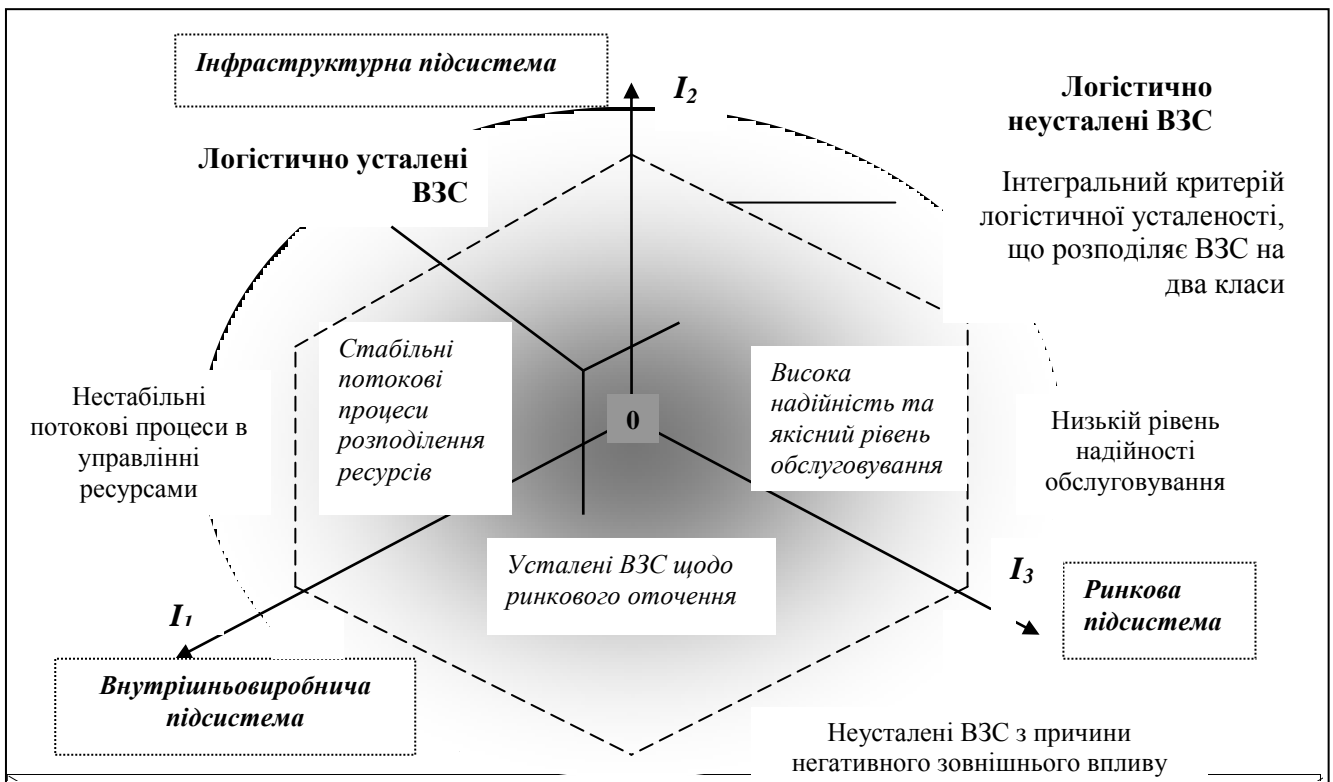 Інфраструктурна підсистема
I2
Логістично
неусталені ВЗС
Логістично усталені
ВЗС
Інтегральний критерій
логістичної усталеності,
що розподіляє ВЗС на
два класи
Стабільні
потокові
процеси
розподілення
ресурсів
Висока
надійність та
якісний рівень
обслуговування
Нестабільні
потокові процеси в
управлінні
ресурсами
0
Низькій рівень
надійності
обслуговування
Усталені ВЗС щодо
ринкового оточення
I1
I3
Ринкова
підсистема
Внутрішньовиробнича
підсистема
Неусталені ВЗС з причини
негативного зовнішнього впливу